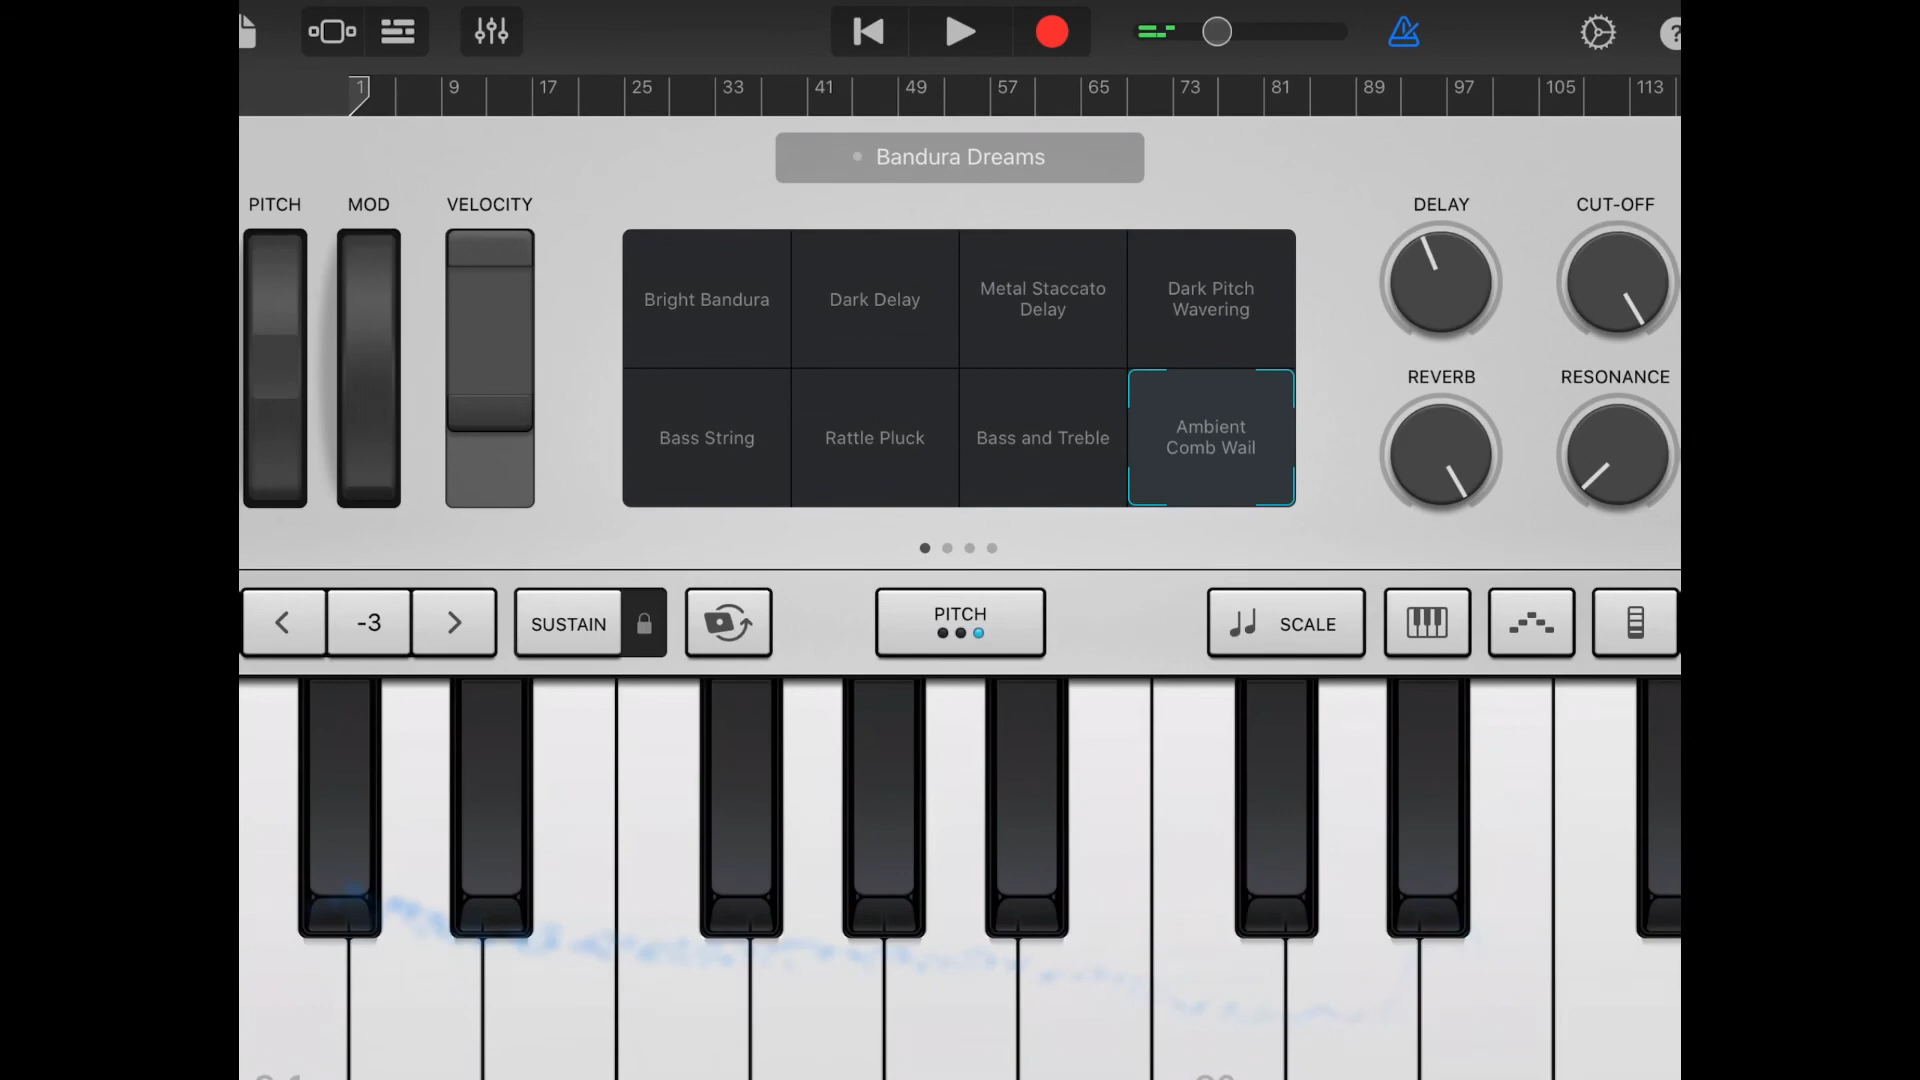 ?
1 9 17 25 33 41 49 57 65 73 81 89 97 105 113
Bandura Dreams
PITCH MOD VELOCITY DELAY CUT-OFF
Bright Bandura
Dark Delay
Metal Staccato
Delay
Dark Pitch
Wavering
REVERB RESONANCE
Bass String
Rattle Pluck
Bass and Treble
Ambient
Comb Wail
-3
SUSTAIN
PITCH
SCALE